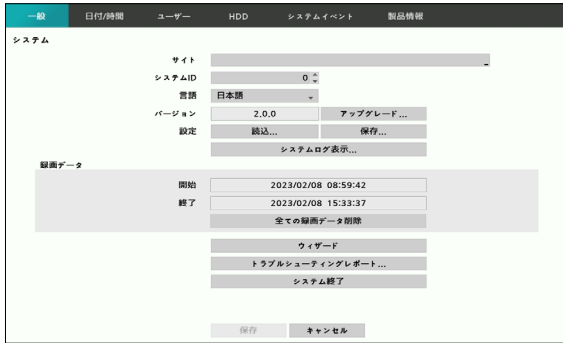 一般 日付/時間 ユーザー HDD システムイベント 製品情報
システム
サイト
システムID 0
言語 日本語
バージョン 2.0.0 アップグレード...
設定 読込... 保存...
システムログ表示...
録画データ
開始 2023/02/08 08:59:42
終了 2023/02/08 15:33:37
全ての録画データ削除
ウィザード
トラブルシューティングレポート...
システム終了
保存 キャンセル